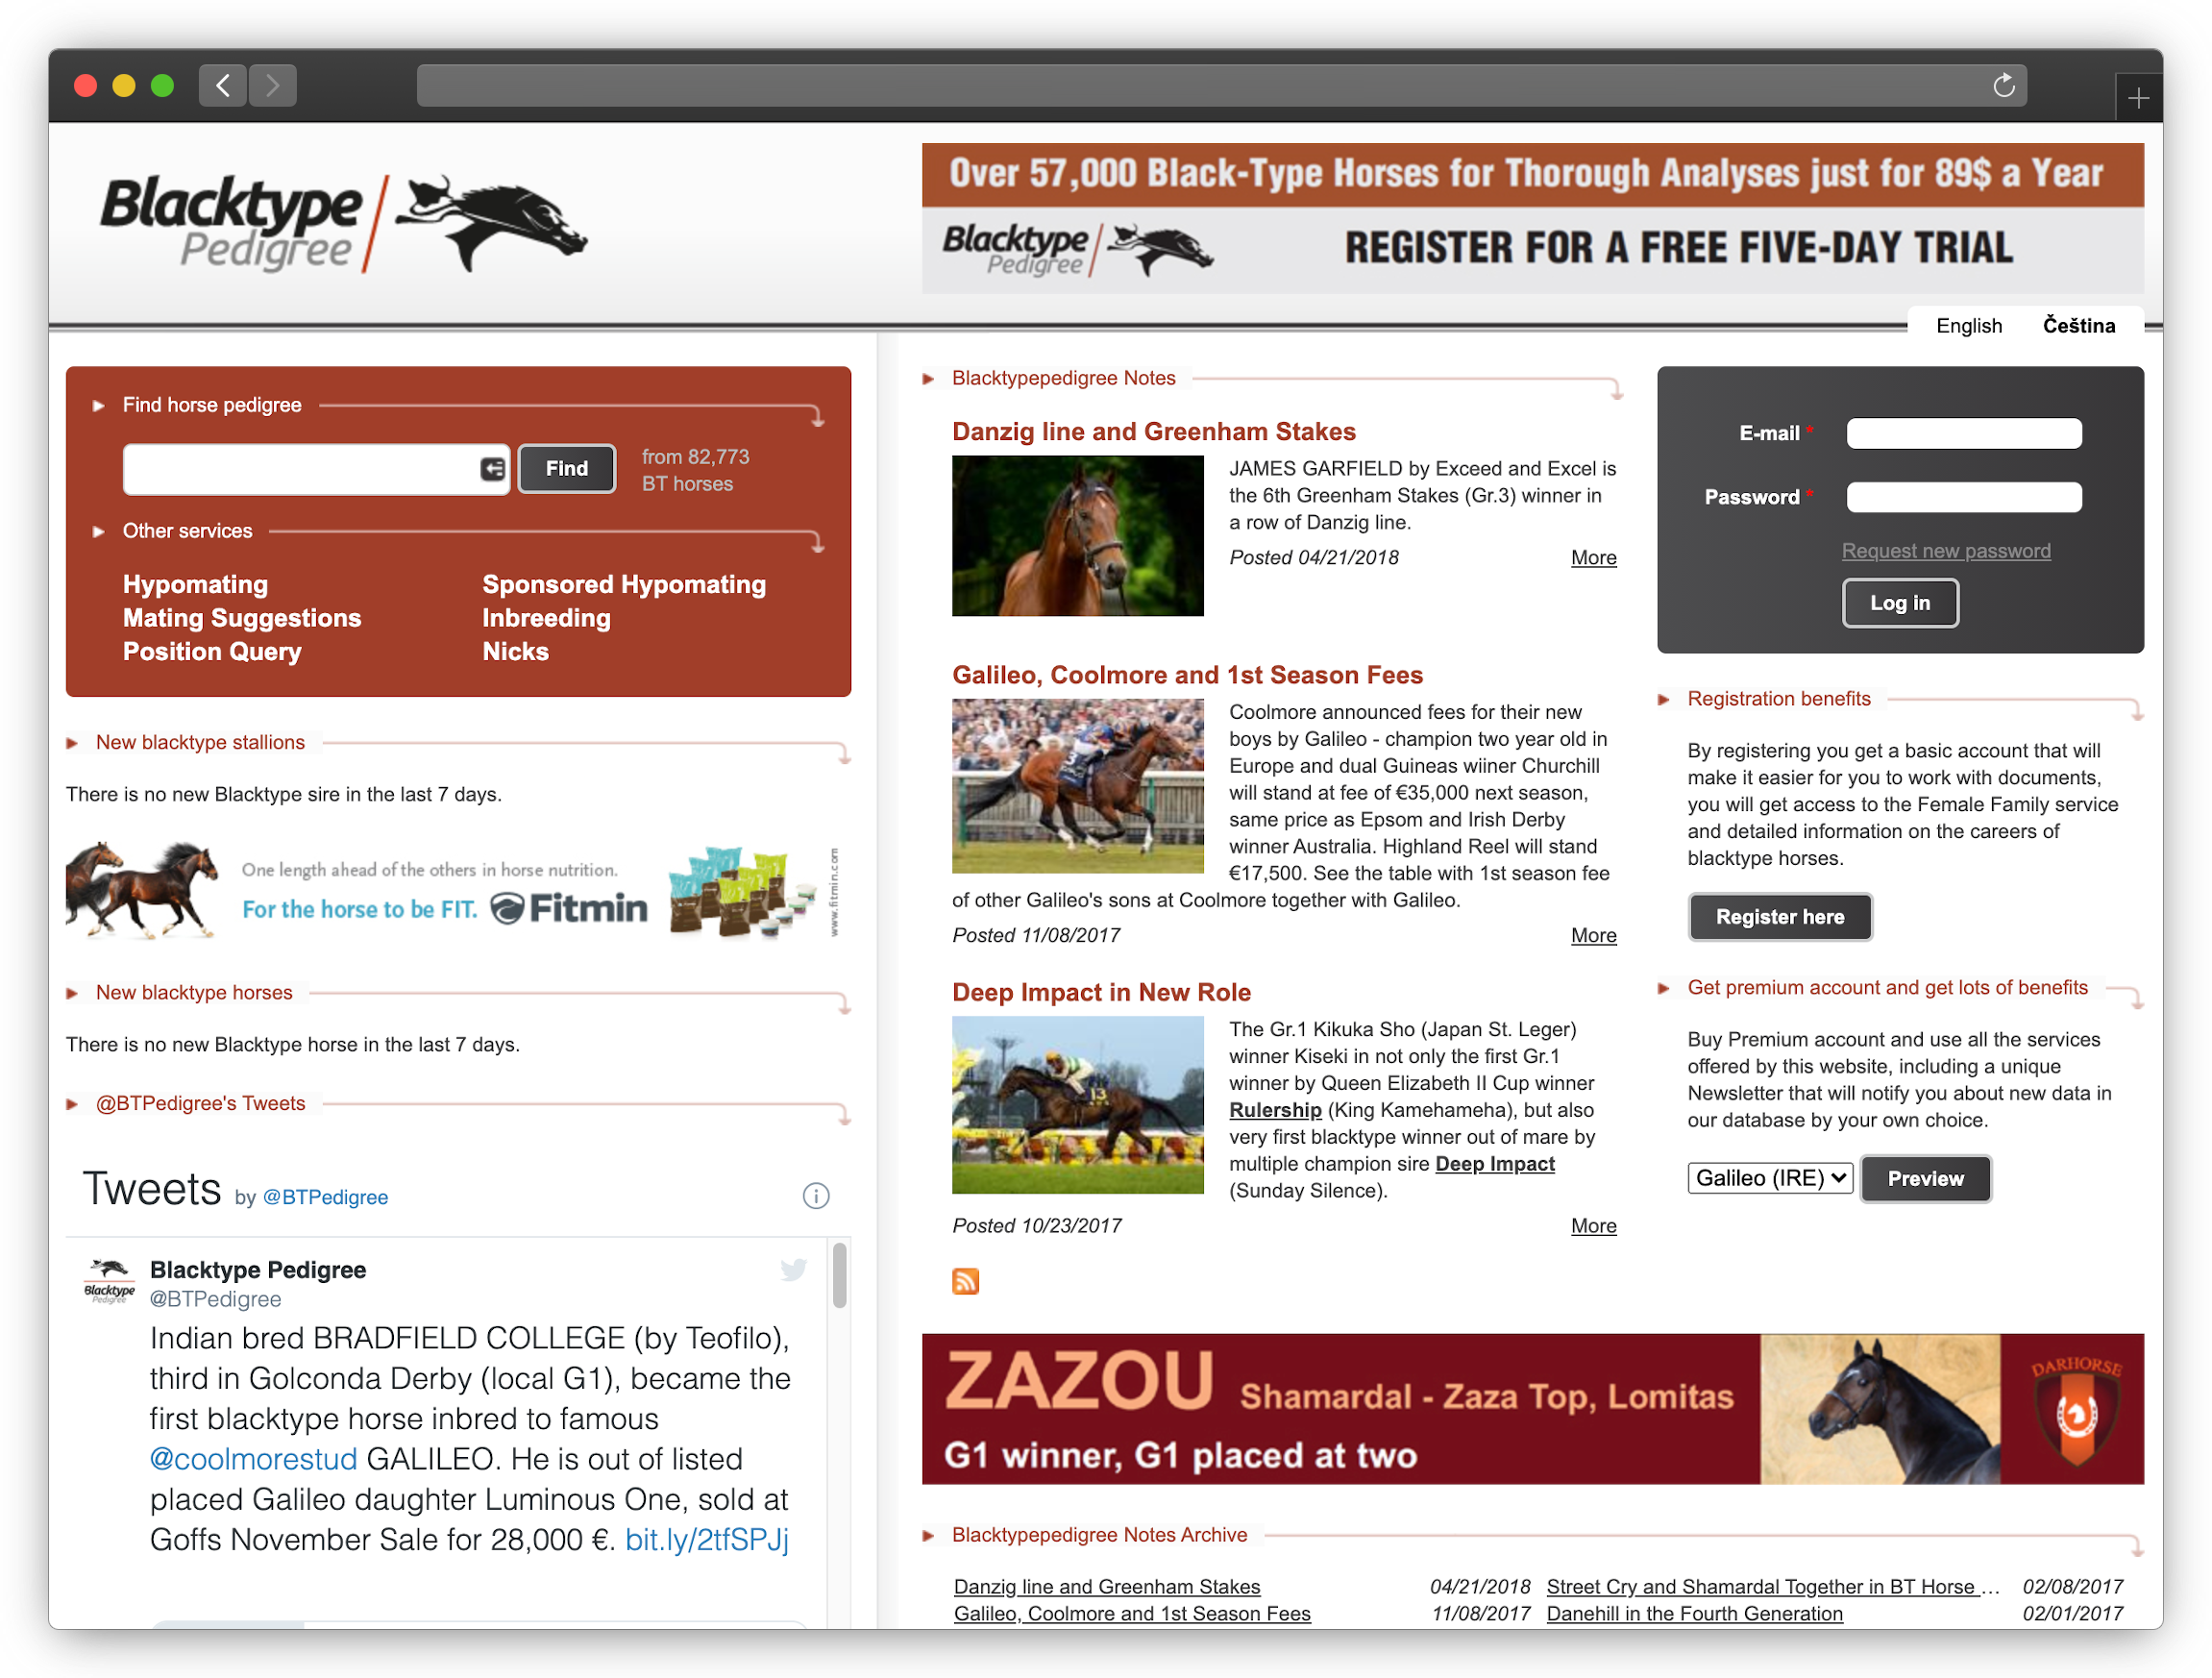 Blacktype
Pedigree
Over 57,000 Black-Type Horses for Thorough Analyses just for 89$ a Year
Blacktype
Pedigree
REGISTER FOR A FREE FIVE-DAY TRIAL
English Čeština
Find horse pedigree
Find
from 82,773
BT horses
Other services
Hypomating Sponsored Hypomating
Mating Suggestions Inbreeding
Position Query Nicks
New blacktype stallions
There is no new Blacktype sire in the last 7 days.
One length ahead of the others in horse nutrition.
For the horse to be FIT. Fitmin
www.fitmin.com
New blacktype horses
There is no new Blacktype horse in the last 7 days.
@BTPedigree's Tweets
Tweets by @BTPedigree
Blacktype
Pedigree
Blacktype Pedigree
@BTPedigree
Indian bred BRADFIELD COLLEGE (by Teofilo),
third in Golconda Derby (local G1), became the
first blacktype horse inbred to famous
@coolmorestud GALILEO. He is out of listed
placed Galileo daughter Luminous One, sold at
Goffs November Sale for 28,000 €. bit.ly/2tfSPJj
Blacktypepedigree Notes
Danzig line and Greenham Stakes
JAMES GARFIELD by Exceed and Excel is
the 6th Greenham Stakes (Gr.3) winner in
a row of Danzig line.
Posted 04/21/2018 More
Galileo, Coolmore and 1st Season Fees
Coolmore announced fees for their new
boys by Galileo - champion two year old in
Europe and dual Guineas wiiner Churchill
will stand at fee of €35,000 next season,
same price as Epsom and Irish Derby
winner Australia. Highland Reel will stand
€17,500. See the table with 1st season fee
of other Galileo's sons at Coolmore together with Galileo.
Posted 11/08/2017 More
Deep Impact in New Role
13
The Gr.1 Kikuka Sho (Japan St. Leger)
winner Kiseki in not only the first Gr.1
winner by Queen Elizabeth II Cup winner
Rulership (King Kamehameha), but also
very first blacktype winner out of mare by
multiple champion sire Deep Impact
(Sunday Silence).
Posted 10/23/2017 More
E-mail *
Password *
Request new password
Log in
Registration benefits
By registering you get a basic account that will
make it easier for you to work with documents,
you will get access to the Female Family service
and detailed information on the careers of
blacktype horses.
Register here
Get premium account and get lots of benefits
Buy Premium account and use all the services
offered by this website, including a unique
Newsletter that will notify you about new data in
our database by your own choice.
Galileo (IRE) Preview
ZAZOU Shamardal - Zaza Top, Lomitas
G1 winner, G1 placed at two
DARHORSE
Blacktypepedigree Notes Archive
Danzig line and Greenham Stakes 04/21/2018 Street Cry and Shamardal Together in BT Horse ... 02/08/2017
Galileo, Coolmore and 1st Season Fees 11/08/2017 Danehill in the Fourth Generation 02/01/2017